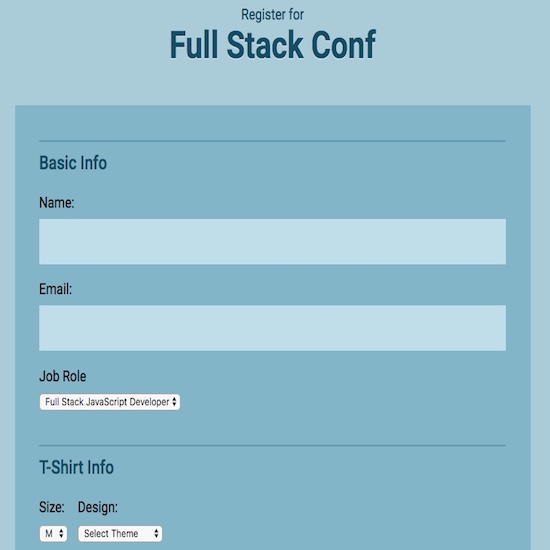 Register for
Full Stack Conf
Basic Info
Name:
Email:
Job Role
Full Stack JavaScript Developer
T-Shirt Info
Size: Design:
M Select Theme